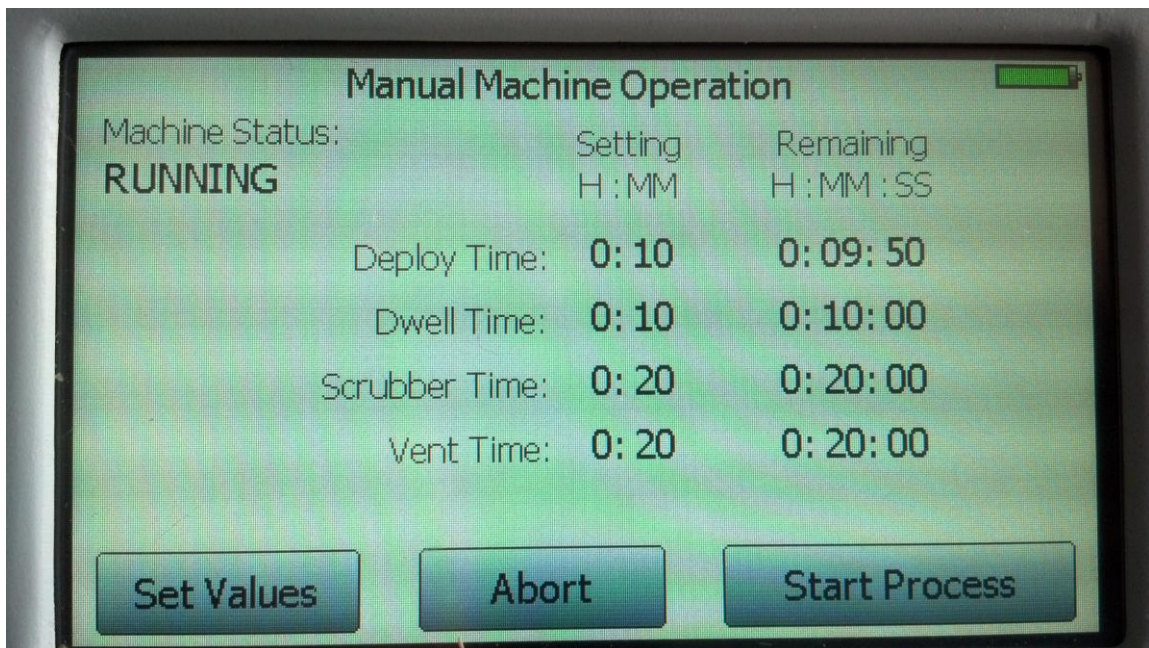 Manual Machine Operation
Machine Status:
RUNNING
Setting Remaining
H : MM H : MM : SS
Deploy Time: 0: 10 0: 09: 50
Dwell Time: 0: 10 0: 10: 00
Scrubber Time: 0: 20 0: 20: 00
Vent Time: 0: 20 0: 20: 00
Set Values Abort Start Process